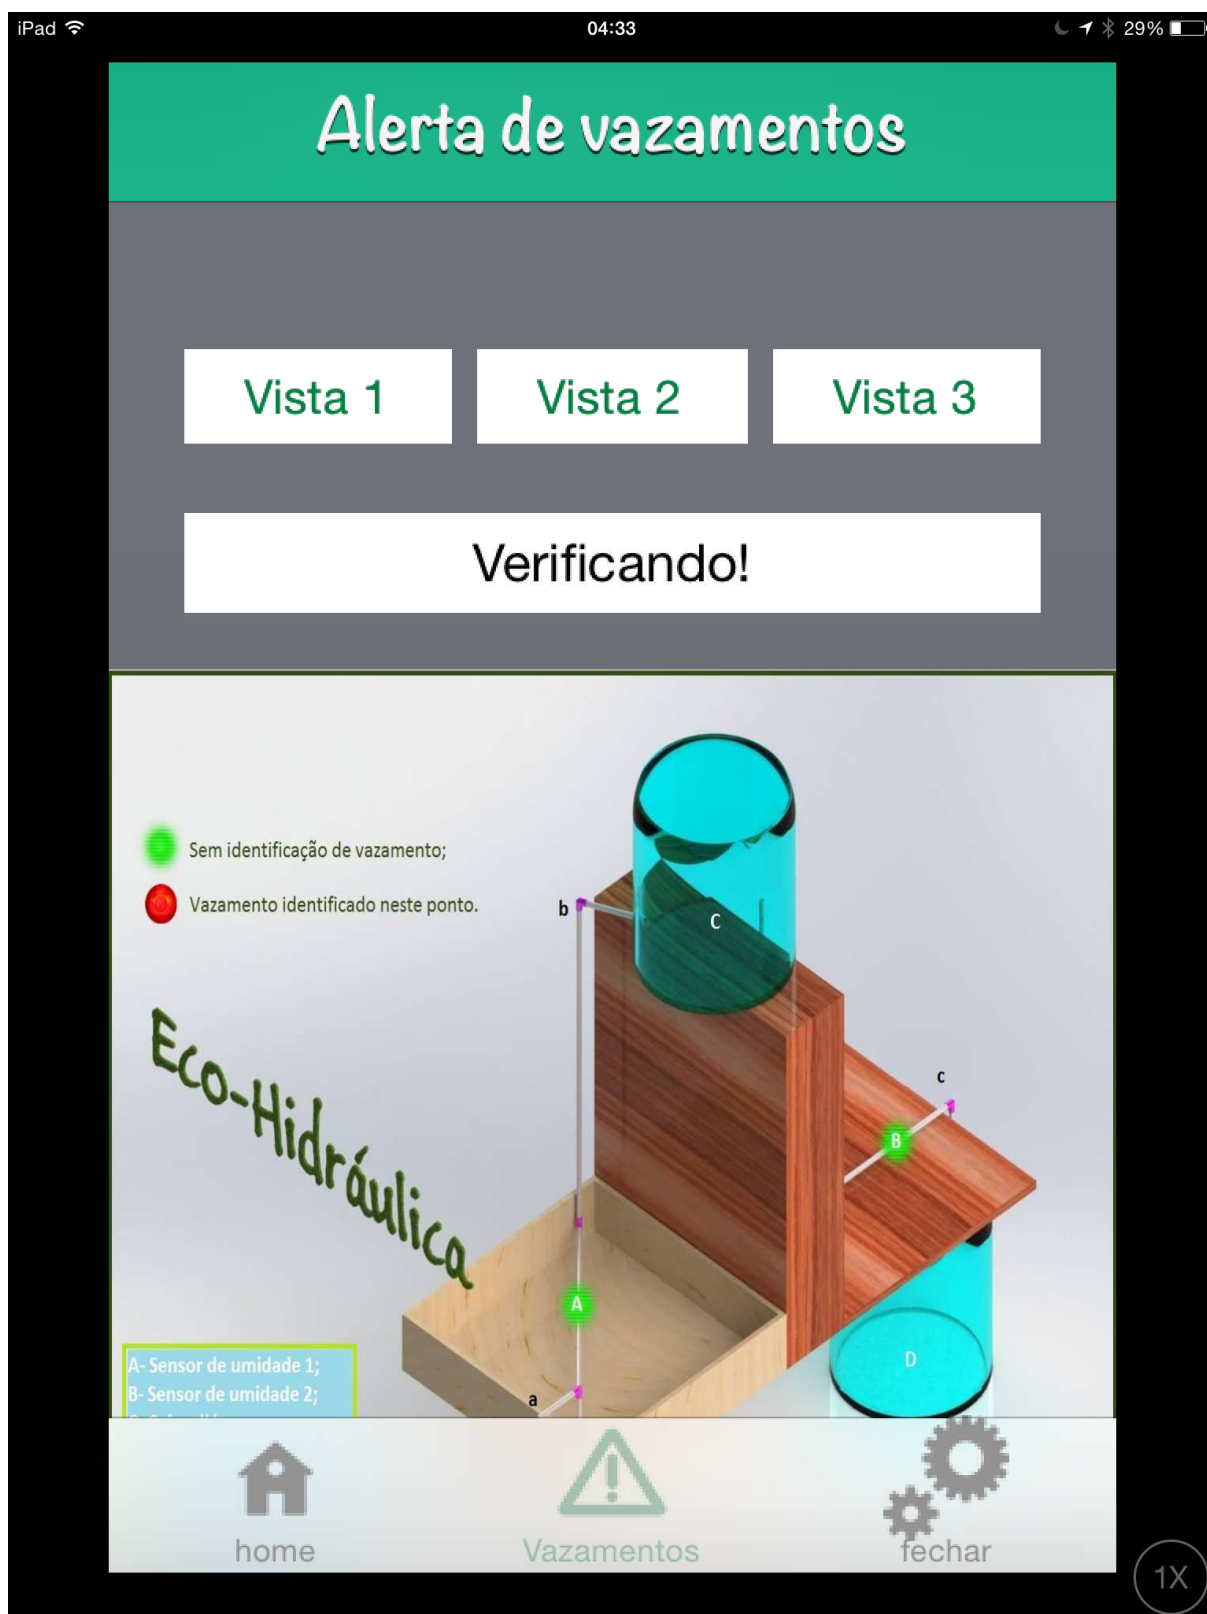 iPad
04:33
29%
Alerta de vazamentos
Vista 1
Vista 2
Vista 3
Verificando!
Sem identificação de vazamento;
Vazamento identificado neste ponto.
b
C
c
B
Eco-Hidráulica
A
D
A- Sensor de umidade 1;
B- Sensor de umidade 2;
a
home
Vazamentos
fechar
1X